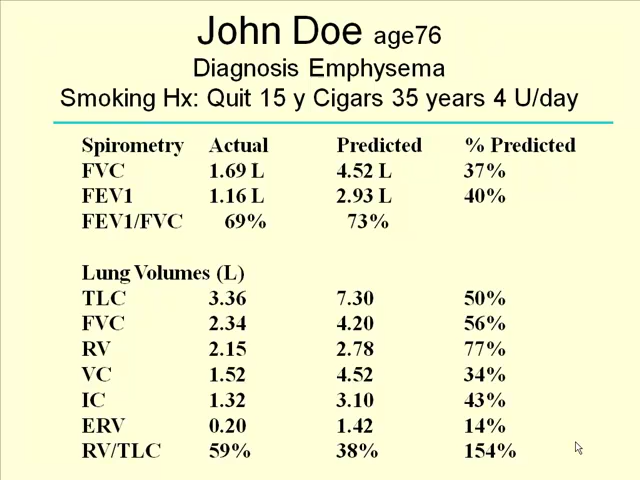 John Doe age76
Diagnosis Emphysema
Smoking Hx: Quit 15 y Cigars 35 years 4 U/day
Spirometry Actual Predicted % Predicted
FVC 1.69 L 4.52 L 37%
FEV1 1.16 L 2.93 L 40%
FEV1/FVC 69% 73%
Lung Volumes (L)
TLC 3.36 7.30 50%
FVC 2.34 4.20 56%
RV 2.15 2.78 77%
VC 1.52 4.52 34%
IC 1.32 3.10 43%
ERV 0.20 1.42 14%
RV/TLC 59% 38% 154%